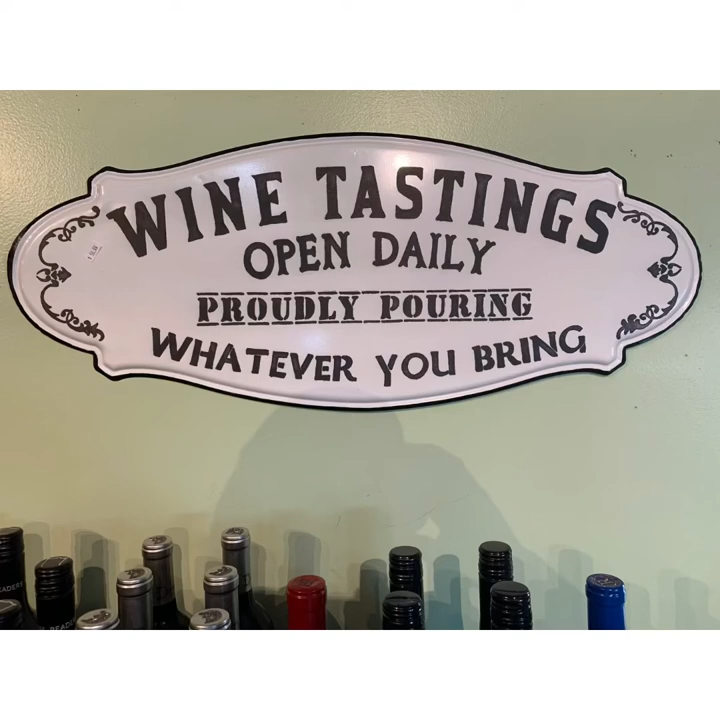 WINE TASTINGS
OPEN DAILY
PROUDLY POURING
WHATEVER YOU BRING